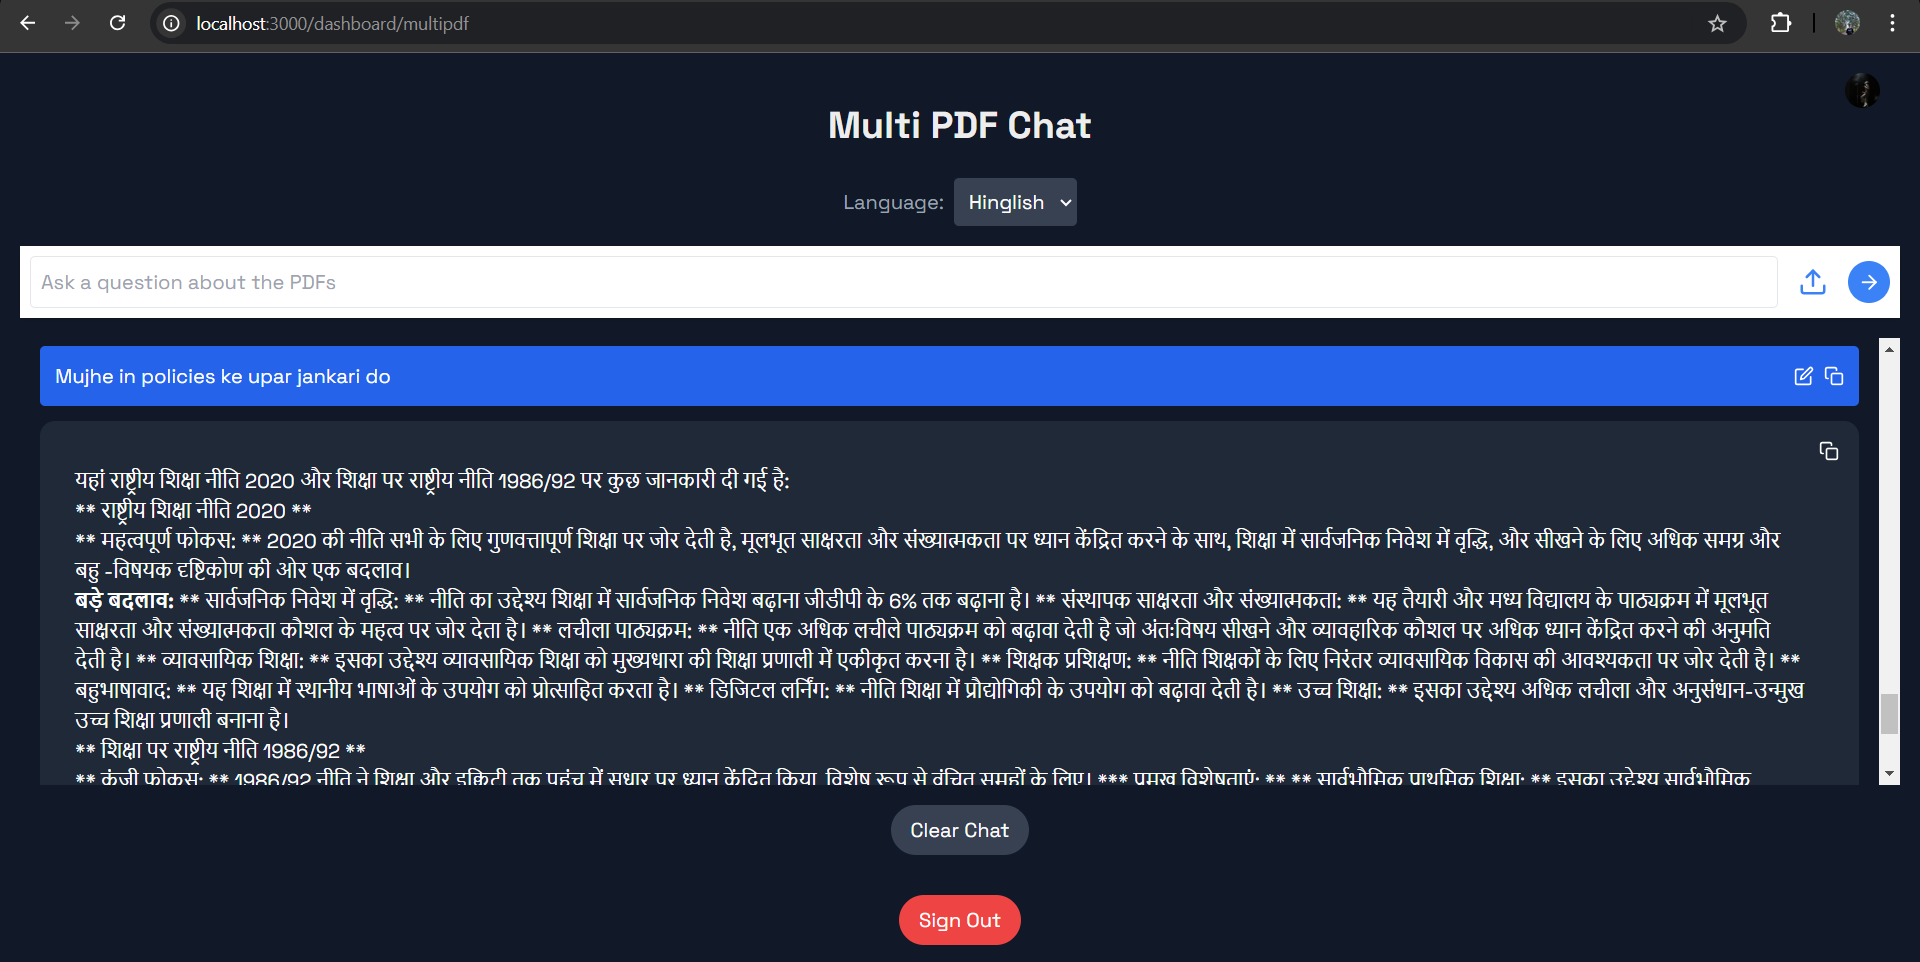 localhost:3000/dashboard/multipdf
Multi PDF Chat
Language: Hinglish
Ask a question about the PDFs
Mujhe in policies ke upar jankari do
यहां राष्ट्रीय शिक्षा नीति 2020 और शिक्षा पर राष्ट्रीय नीति 1986/92 पर कुछ जानकारी दी गई है:
** राष्ट्रीय शिक्षा नीति 2020 **
** महत्वपूर्ण फोकस: ** 2020 की नीति सभी के लिए गुणवत्तापूर्ण शिक्षा पर जोर देती है, मूलभूत साक्षरता और संख्यात्मकता पर ध्यान केंद्रित करने के साथ, शिक्षा में सार्वजनिक निवेश में वृद्धि, और सीखने के लिए अधिक समग्र और
बहु -विषयक दृष्टिकोण की ओर एक बदलाव।
बड़े बदलाव: ** सार्वजनिक निवेश में वृद्धि: ** नीति का उद्देश्य शिक्षा में सार्वजनिक निवेश बढ़ाना जीडीपी के 6% तक बढ़ाना है। ** संस्थापक साक्षरता और संख्यात्मकता: ** यह तैयारी और मध्य विद्यालय के पाठ्यक्रम में मूलभूत
साक्षरता और संख्यात्मकता कौशल के महत्व पर जोर देता है। ** लचीला पाठ्यक्रम: ** नीति एक अधिक लचीले पाठ्यक्रम को बढ़ावा देती है जो अंतःविषय सीखने और व्यावहारिक कौशल पर अधिक ध्यान केंद्रित करने की अनुमति
देती है। ** व्यावसायिक शिक्षा: ** इसका उद्देश्य व्यावसायिक शिक्षा को मुख्यधारा की शिक्षा प्रणाली में एकीकृत करना है। ** शिक्षक प्रशिक्षण: ** नीति शिक्षकों के लिए निरंतर व्यावसायिक विकास की आवश्यकता पर जोर देती है। **
बहुभाषावाद: ** यह शिक्षा में स्थानीय भाषाओं के उपयोग को प्रोत्साहित करता है। ** डिजिटल लर्निंग: ** नीति शिक्षा में प्रौद्योगिकी के उपयोग को बढ़ावा देती है। ** उच्च शिक्षा: ** इसका उद्देश्य अधिक लचीला और अनुसंधान-उन्मुख
उच्च शिक्षा प्रणाली बनाना है।
** शिक्षा पर राष्ट्रीय नीति 1986/92 **
** कुंजी फोकस: ** 1986/92 नीति ने शिक्षा और इक्विटी तक पहुंच में सुधार पर ध्यान केंद्रित किया, विशेष रूप से वंचित समूहों के लिए। *** प्रमुख विशेषताएं: ** ** सार्वभौमिक प्राथमिक शिक्षा: ** इसका उद्देश्य सार्वभौमिक
Clear Chat
Sign Out